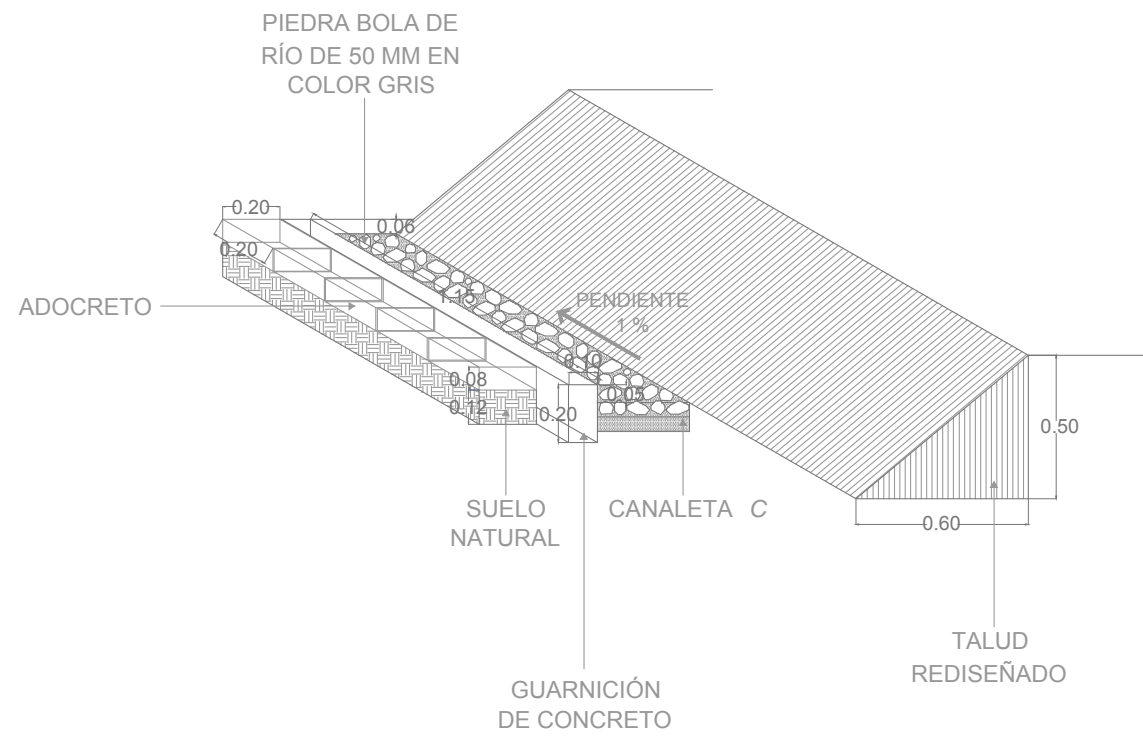 PIEDRA BOLA DE
RÍO DE 50 MM EN
COLOR GRIS
0.20
0.06
0.20
1.15
ADOCRETO
PENDIENTE
1 %
0.10
0.08
0.05
0.12
0.20
0.50
SUELO
NATURAL
CANALETA C
0.60
TALUD
REDISEÑADO
GUARNICIÓN
DE CONCRETO